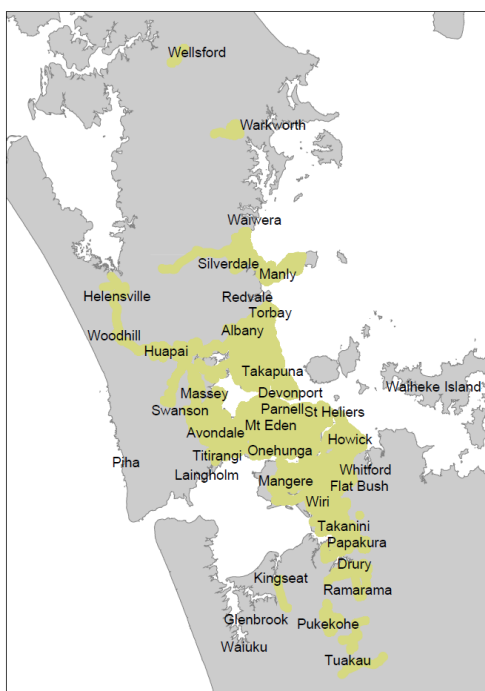 Wellsford
Warkworth
Waiwera
Silverdale
Manly
Helensville
Redvale
Torbay
Woodhill
Albany
Huapai
Takapuna
Massey
Devonport
Waiheke Island
Swanson
Parnell
St Heliers
Mt Eden
Avondale
Howick
Titirangi
Onehunga
Piha
Laingholm
Whitford
Mangere
Flat Bush
Wiri
Takanini
Papakura
Drury
Kingseat
Ramarama
Glenbrook
Pukekohe
Waiuku
Tuakau